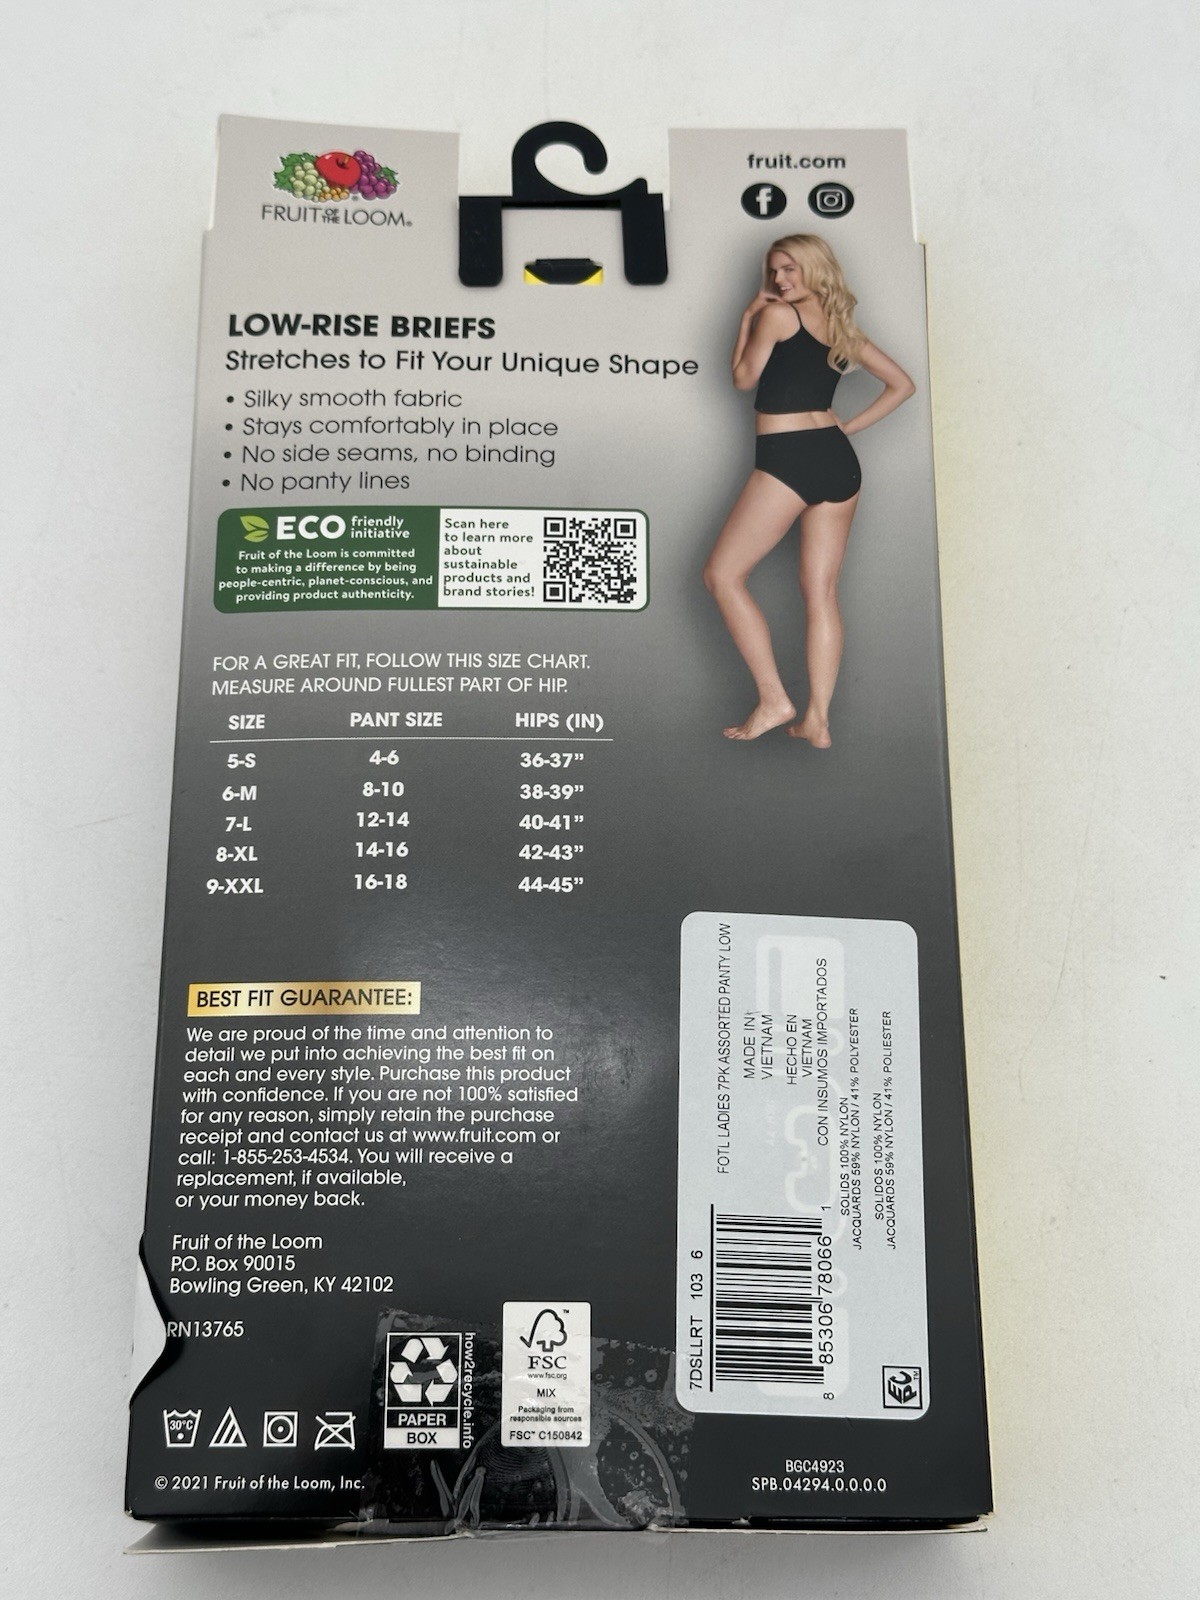 FRUIT OF THE LOOM®
fruit.com
LOW-RISE BRIEFS
Stretches to Fit Your Unique Shape
• Silky smooth fabric
• Stays comfortably in place
• No side seams, no binding
• No panty lines
ECO friendly initiative
Fruit of the Loom is committed
to making a difference by being
people-centric, planet-conscious, and
providing product authenticity.
Scan here
to learn more
about
sustainable
products and
brand stories!
FOR A GREAT FIT, FOLLOW THIS SIZE CHART.
MEASURE AROUND FULLEST PART OF HIP.
SIZE PANT SIZE HIPS (IN)
5-S 4-6 36-37”
6-M 8-10 38-39”
7-L 12-14 40-41”
8-XL 14-16 42-43”
9-XXL 16-18 44-45”
BEST FIT GUARANTEE:
We are proud of the time and attention to
detail we put into achieving the best fit on
each and every style. Purchase this product
with confidence. If you are not 100% satisfied
for any reason, simply retain the purchase
receipt and contact us at www.fruit.com or
call: 1-855-253-4534. You will receive a
replacement, if available,
or your money back.
Fruit of the Loom
P.O. Box 90015
Bowling Green, KY 42102
RN13765
30°C
© 2021 Fruit of the Loom, Inc.
PAPER
BOX
how2recycle.info
FSC
www.fsc.org
MIX
Packaging from
responsible sources
FSC™ C150842
FOTL LADIES 7PK ASSORTED PANTY LOW
MADE IN
VIETNAM
HECHO EN
VIETNAM
CON INSUMOS IMPORTADOS
SOLIDS 100% NYLON
JACQUARDS 59% NYLON / 41% POLYESTER
SOLIDOS 100% NYLON
JACQUARDS 59% NYLON / 41% POLIESTER
7DSLLRT 103 6
8 85306 78066 1
EPC™
BGC4923
SPB.04294.0.0.0.0